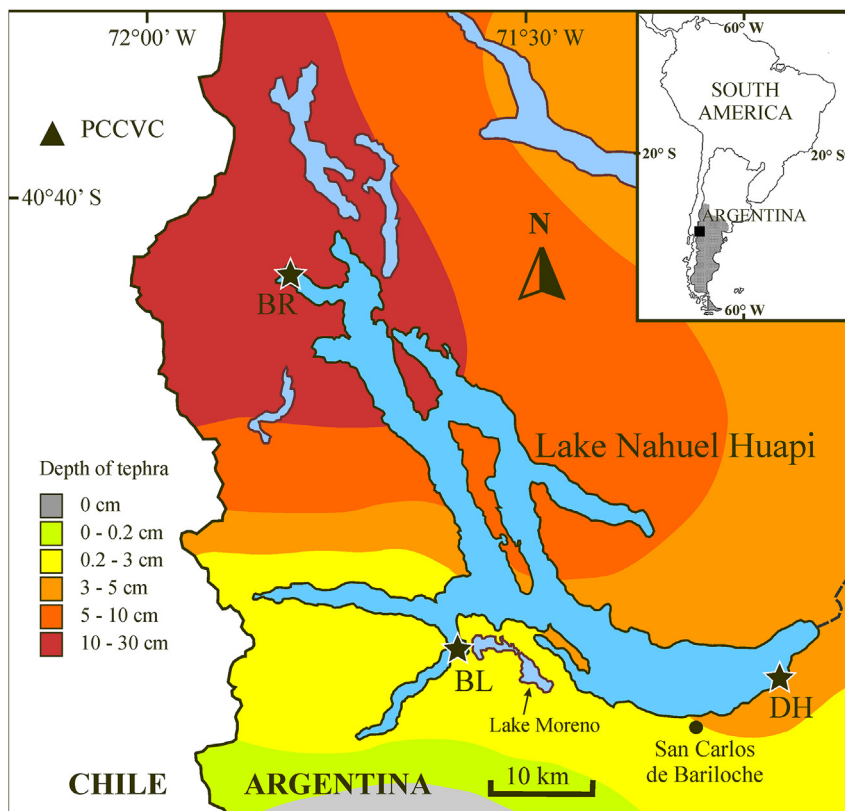 72°00' W
71°30' W
60° W
SOUTH
AMERICA
PCCVC
20° S
20° S
40°40' S
ARGENTINA
N
BR
60° W
Lake Nahuel Huapi
Depth of tephra
0 cm
0 - 0.2 cm
0.2 - 3 cm
3 - 5 cm
5 - 10 cm
10 - 30 cm
BL
DH
Lake Moreno
San Carlos
de Bariloche
CHILE
ARGENTINA
10 km